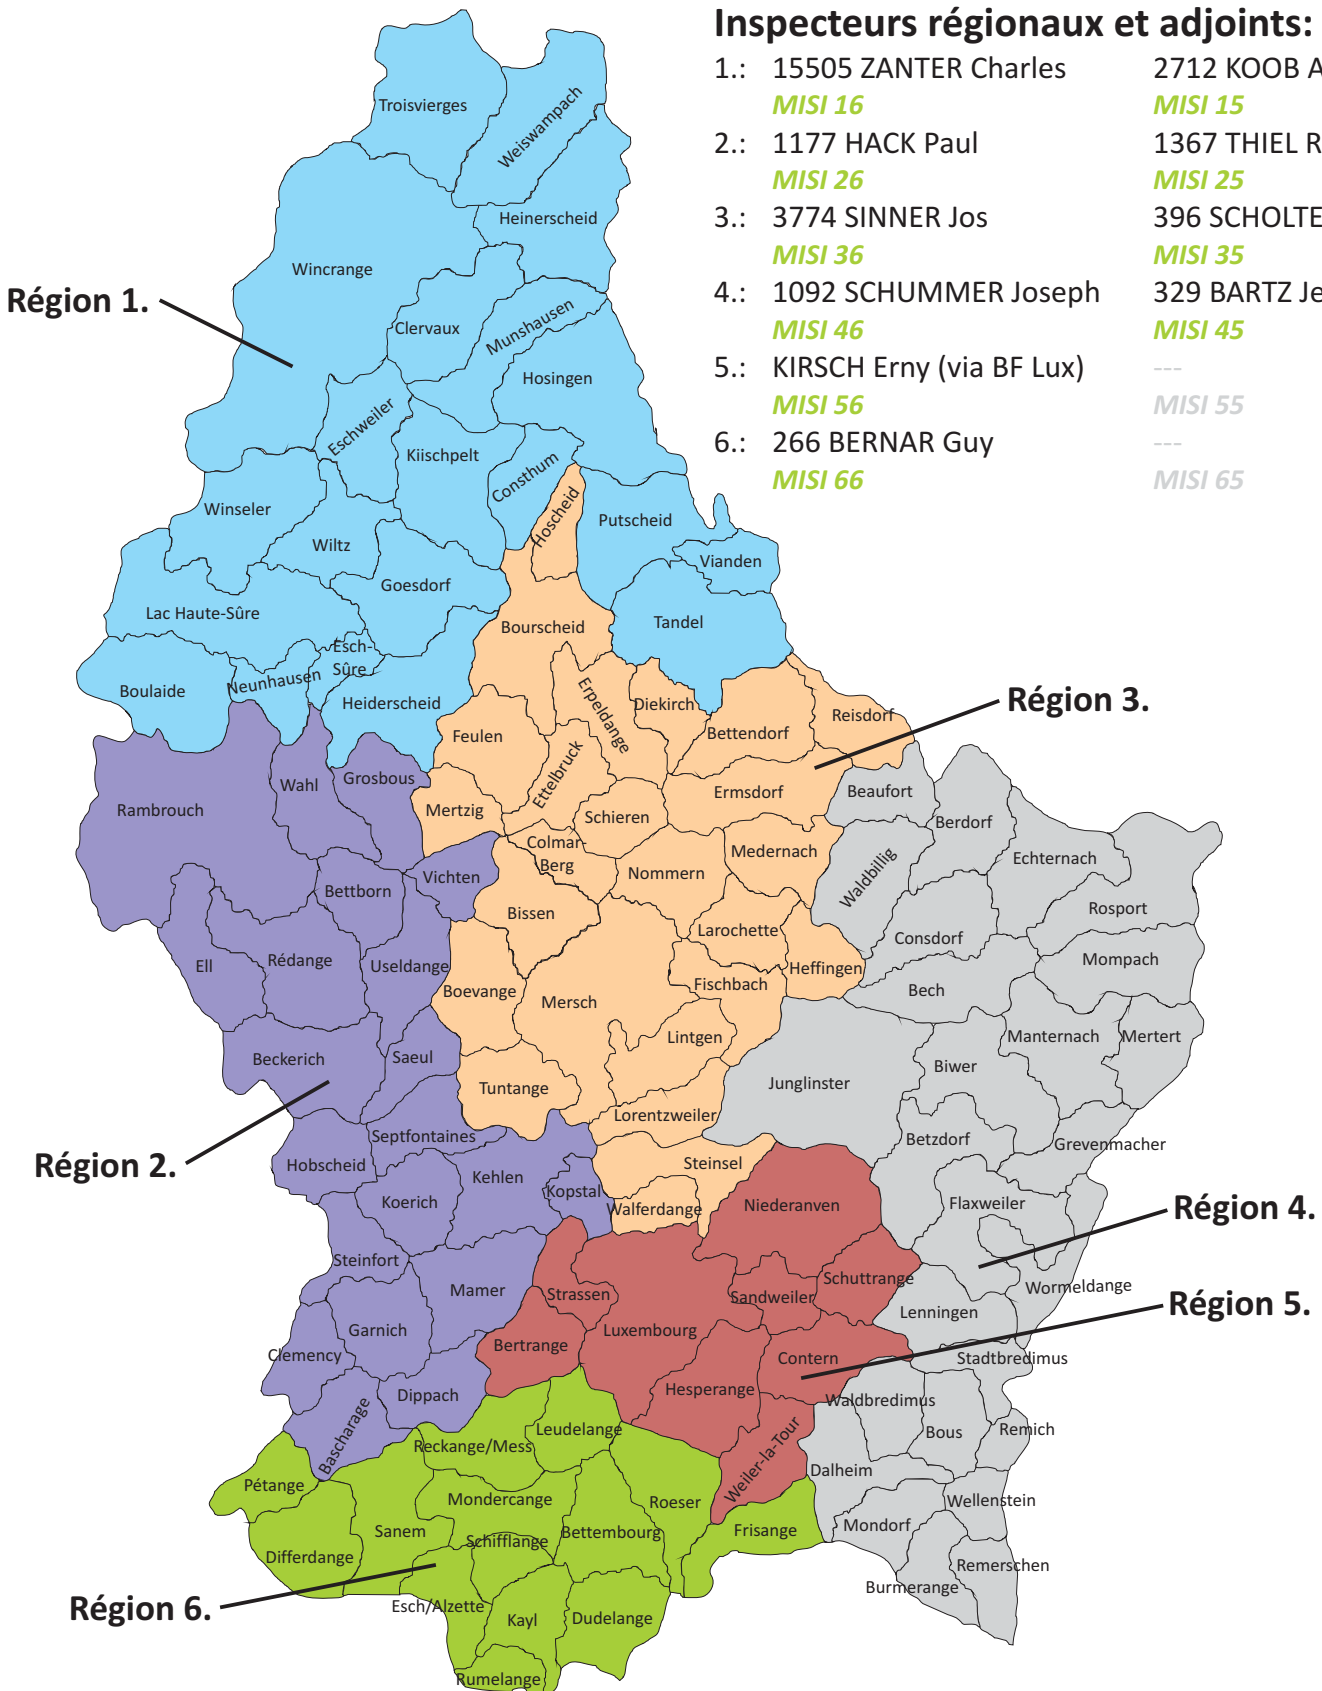 Inspecteurs régionaux et adjoints:
1.: 15505 ZANTER Charles 2712 KOOB A
MISI 16 MISI 15
2.: 1177 HACK Paul 1367 THIEL R
MISI 26 MISI 25
3.: 3774 SINNER Jos 396 SCHOLTE
MISI 36 MISI 35
4.: 1092 SCHUMMER Joseph 329 BARTZ Je
MISI 46 MISI 45
5.: KIRSCH Erny (via BF Lux) ---
MISI 56 MISI 55
6.: 266 BERNAR Guy ---
MISI 66 MISI 65
Troisvierges
Weiswampach
Heinerscheid
Wincrange
Région 1.
Clervaux
Munshausen
Hosingen
Eschweiler
Kiischpelt
Consthum
Hoscheid
Winseler
Wiltz
Putscheid
Vianden
Goesdorf
Lac Haute-Sûre
Tandel
Bourscheid
Esch-
Sûre
Neunhausen
Boulaide
Heiderscheid
Erpeldange
Diekirch
Région 3.
Reisdorf
Bettendorf
Feulen
Ettelbruck
Wahl
Grosbous
Rambrouch
Mertzig
Schieren
Ermsdorf
Beaufort
Berdorf
Colmar-
Berg
Medernach
Waldbillig
Echternach
Nommern
Vichten
Bettborn
Bissen
Rosport
Larochette
Consdorf
Mompach
Ell
Rédange
Useldange
Heffingen
Fischbach
Boevange
Mersch
Bech
Lintgen
Manternach
Mertert
Beckerich
Saeul
Biwer
Junglinster
Tuntange
Lorentzweiler
Septfontaines
Betzdorf
Grevenmacher
Région 2.
Hobscheid
Steinsel
Kehlen
Kopstal
Koerich
Walferdange
Niederanven
Flaxweiler
Région 4.
Steinfort
Schuttrange
Mamer
Strassen
Sandweiler
Wormeldange
Lenningen
Région 5.
Garnich
Luxembourg
Bertrange
Clemency
Contern
Stadtbredimus
Hesperange
Dippach
Waldbredimus
Bascharage
Leudelange
Bous
Remich
Reckange/Mess
Weiler-la-Tour
Dalheim
Pétange
Mondercange
Roeser
Wellenstein
Sanem
Schifflange
Bettembourg
Frisange
Mondorf
Differdange
Remerschen
Burmerange
Région 6.
Esch/Alzette
Kayl
Dudelange
Rumelange